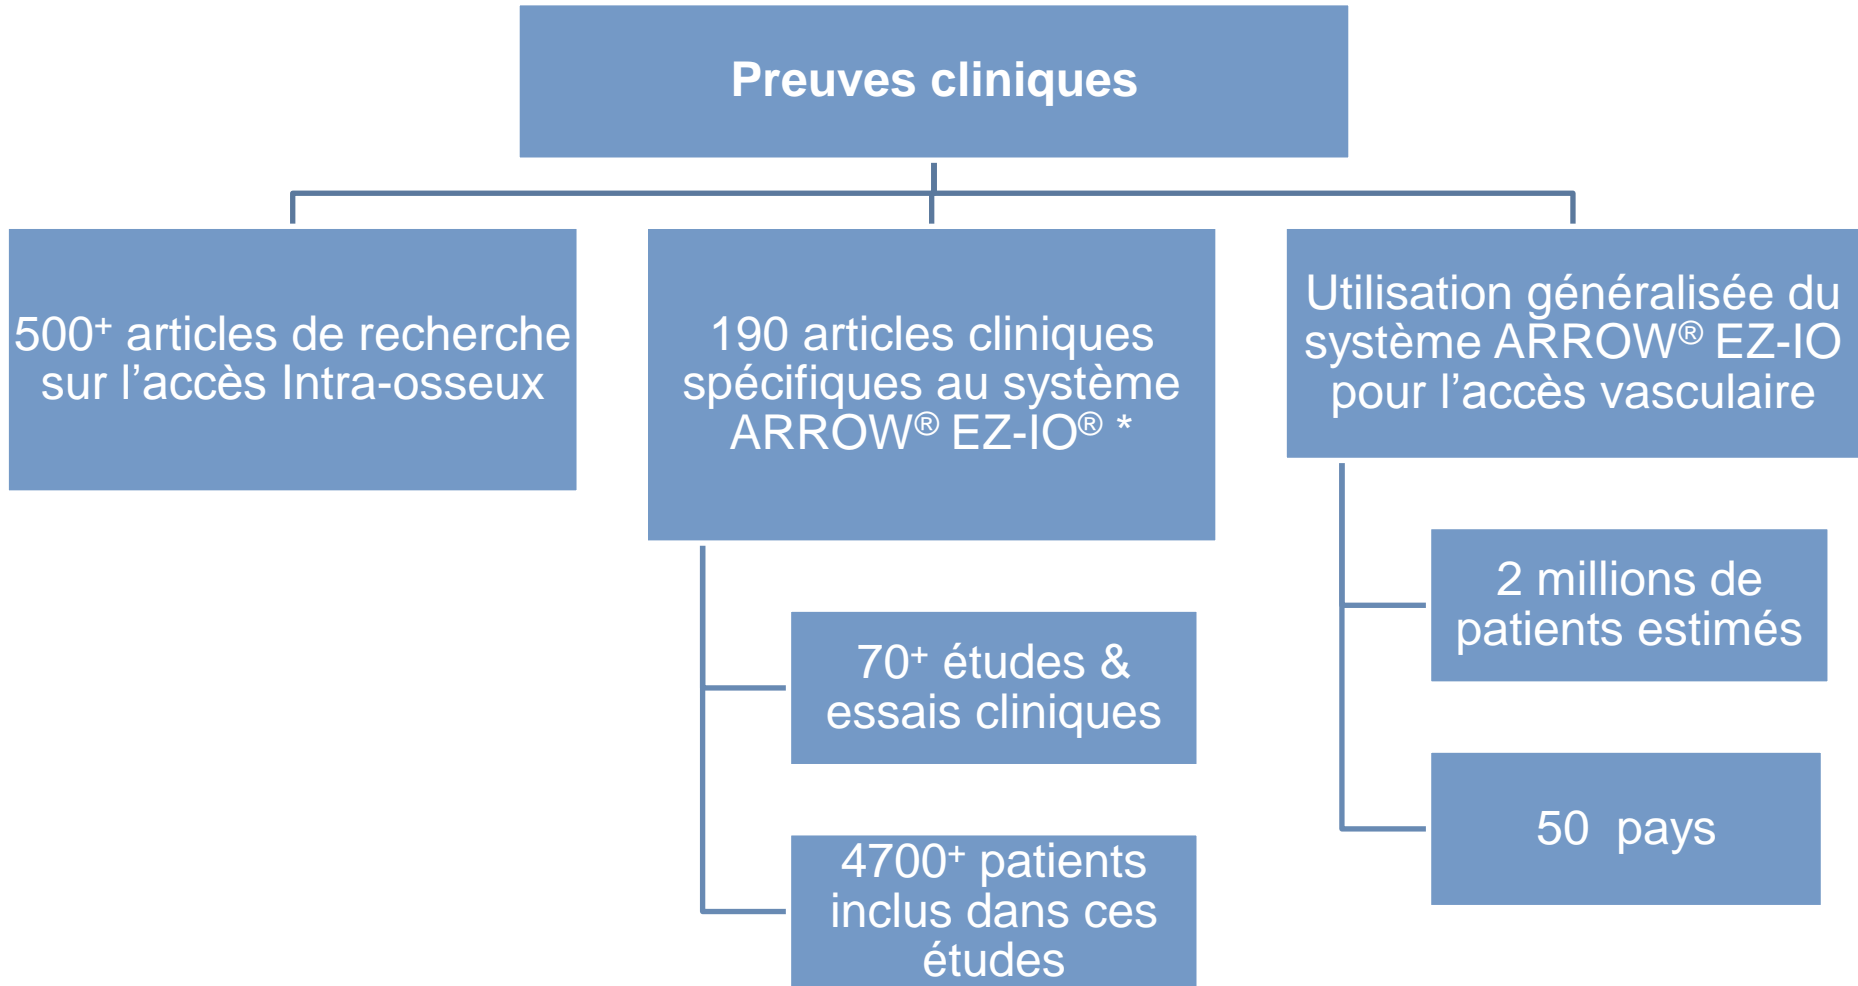 Preuves cliniques
500+ articles de recherche
sur l’accès Intra-osseux
190 articles cliniques
spécifiques au système
ARROW® EZ-IO® *
70+ études &
essais cliniques
4700+ patients
inclus dans ces
études
Utilisation généralisée du
système ARROW® EZ-IO
pour l’accès vasculaire
2 millions de
patients estimés
50 pays